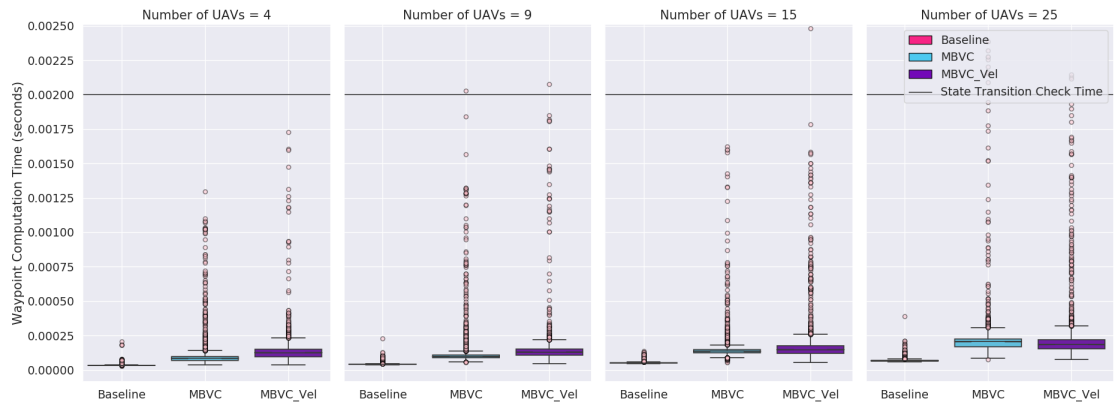 Number of UAVs = 4
Number of UAVs = 9
Number of UAVs = 15
Number of UAVs = 25
Waypoint Computation Time (seconds)
0.00250
0.00225
0.00200
0.00175
0.00150
0.00125
0.00100
0.00075
0.00050
0.00025
0.00000
Baseline
MBVC
MBVC_Vel
State Transition Check Time
Baseline MBVC MBVC_Vel
Baseline MBVC MBVC_Vel
Baseline MBVC MBVC_Vel
Baseline MBVC MBVC_Vel